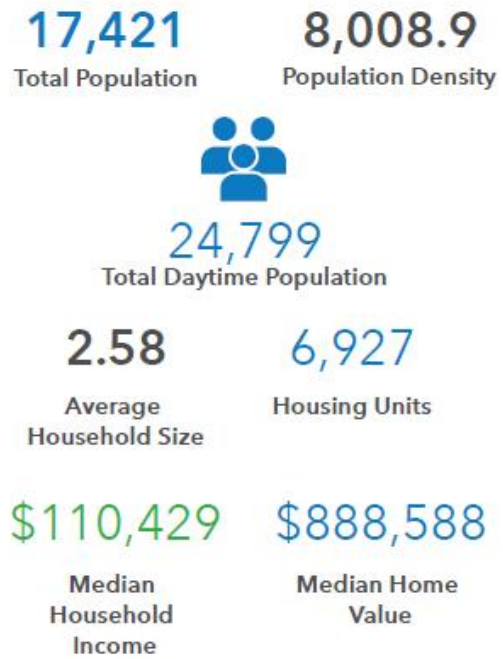 17,421
Total Population
8,008.9
Population Density
24,799
Total Daytime Population
2.58
Average
Household Size
6,927
Housing Units
$110,429
Median
Household
Income
$888,588
Median Home
Value